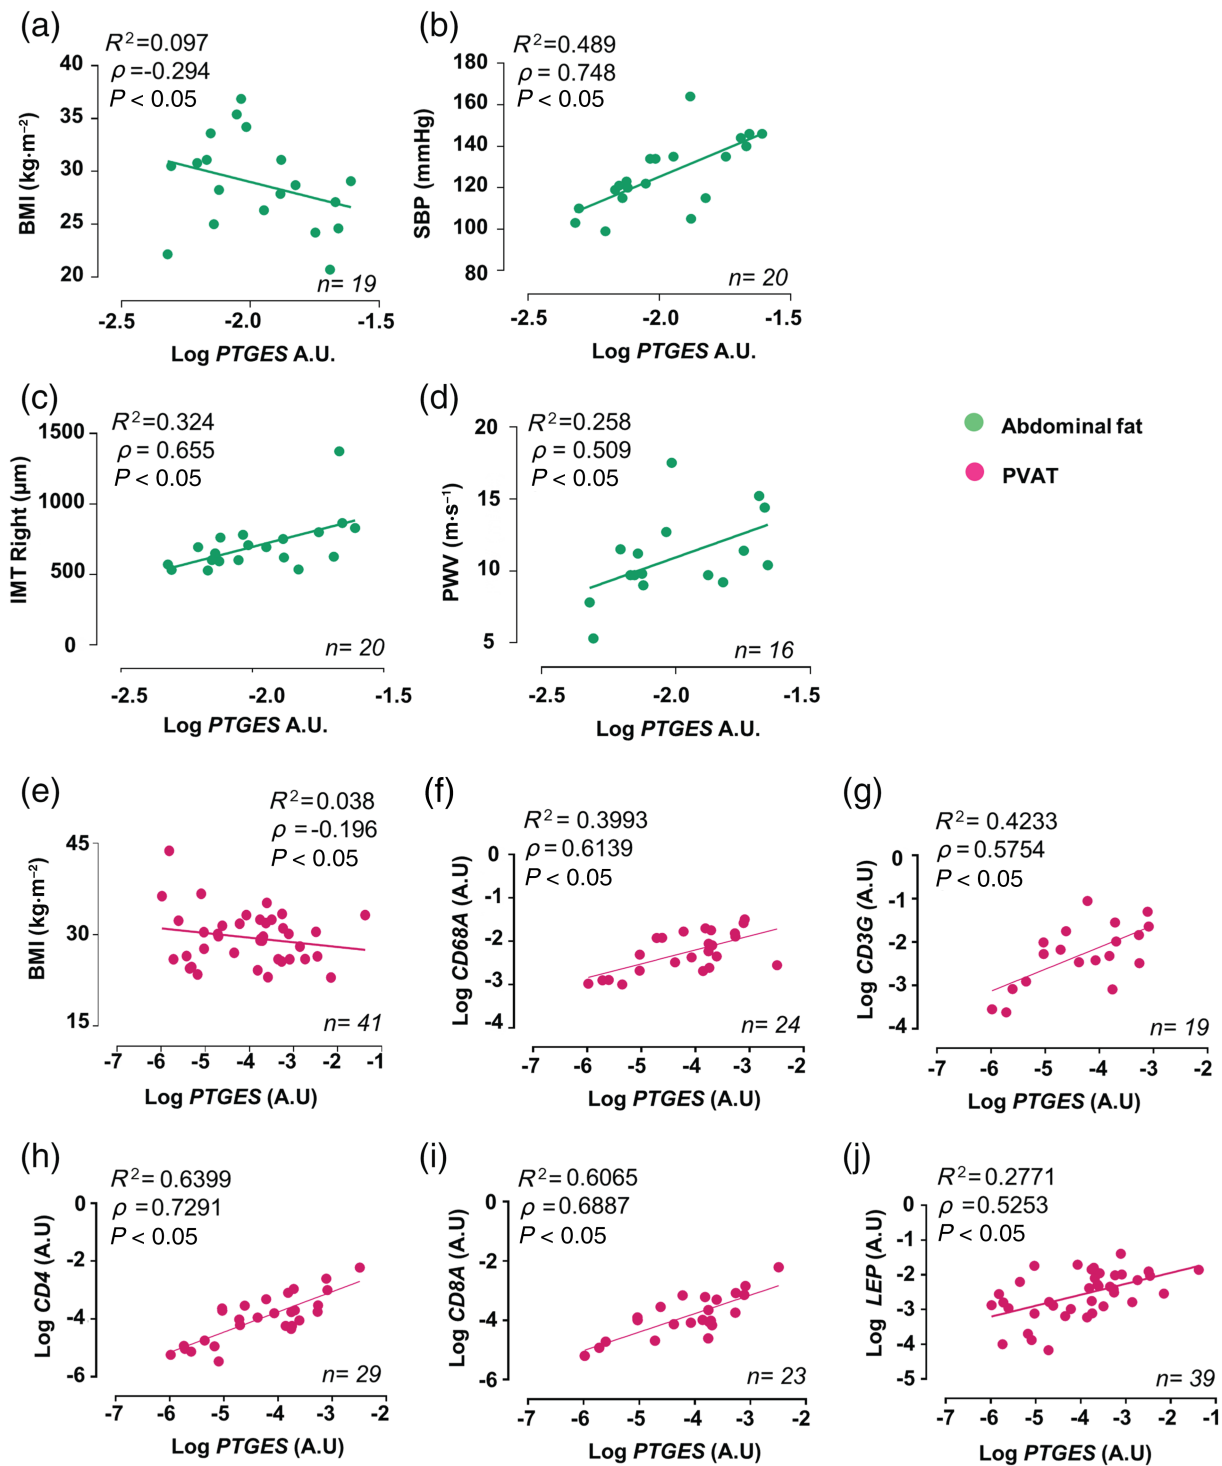 (a)
R²=0.097
ρ =-0.294
P < 0.05
40
35
30
25
20
BMI (kg·m⁻²)
n= 19
-2.5 -2.0 -1.5
Log PTGES A.U.
(b)
R²=0.489
ρ = 0.748
P < 0.05
180
160
140
120
100
80
SBP (mmHg)
n= 20
-2.5 -2.0 -1.5
Log PTGES A.U.
(c)
R²=0.324
ρ = 0.655
P < 0.05
1500
1000
500
0
IMT Right (µm)
n= 20
-2.5 -2.0 -1.5
Log PTGES A.U.
(d)
R²=0.258
ρ = 0.509
P < 0.05
20
15
10
5
PWV (m·s⁻¹)
n= 16
-2.5 -2.0 -1.5
Log PTGES A.U.
Abdominal fat
PVAT
(e)
R²=0.038
ρ =-0.196
P < 0.05
45
30
15
BMI (kg·m⁻²)
n= 41
-7 -6 -5 -4 -3 -2 -1
Log PTGES (A.U)
(f)
R²= 0.3993
ρ=0.6139
P < 0.05
0
-1
-2
-3
-4
Log CD68A (A.U)
n= 24
-7 -6 -5 -4 -3 -2
Log PTGES (A.U)
(g)
R²= 0.4233
ρ =0.5754
P < 0.05
0
-1
-2
-3
-4
Log CD3G (A.U)
n= 19
-7 -6 -5 -4 -3 -2
Log PTGES (A.U)
(h)
R²=0.6399
ρ =0.7291
P < 0.05
0
-2
-4
-6
Log CD4 (A.U)
n= 29
-7 -6 -5 -4 -3 -2
Log PTGES (A.U)
(i)
R²=0.6065
ρ =0.6887
P < 0.05
0
-2
-4
-6
Log CD8A (A.U)
n= 23
-7 -6 -5 -4 -3 -2
Log PTGES (A.U)
(j)
R²=0.2771
ρ =0.5253
P < 0.05
0
-1
-2
-3
-4
-5
Log LEP (A.U)
n= 39
-7 -6 -5 -4 -3 -2 -1
Log PTGES (A.U)